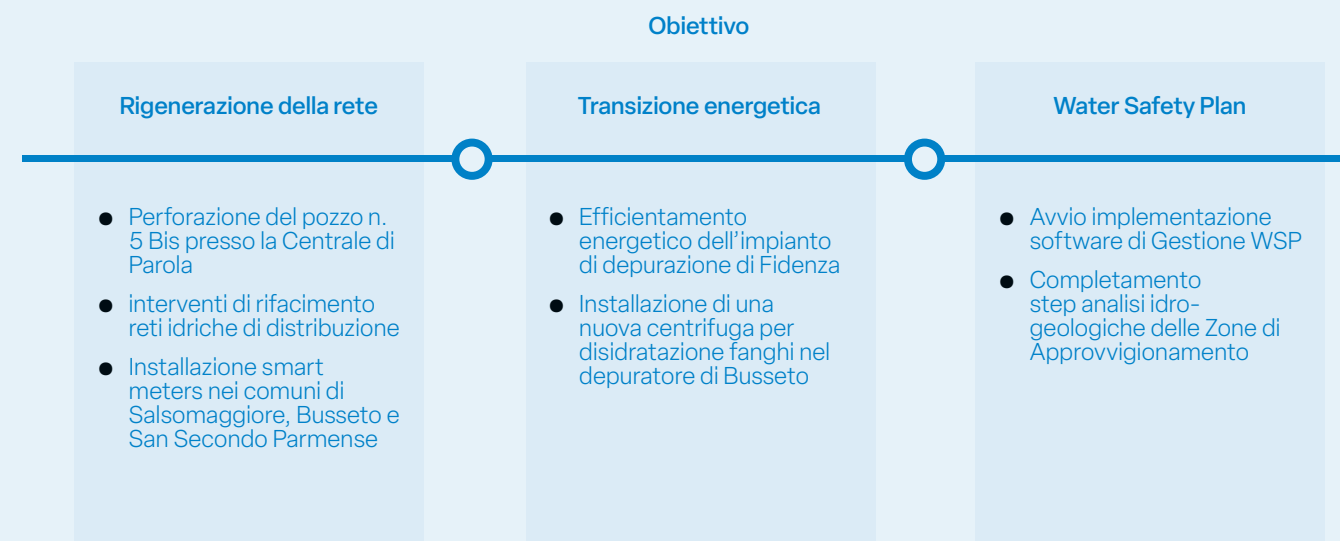 Obiettivo
Rigenerazione della rete
Perforazione del pozzo n.
5 Bis presso la Centrale di
Parola
interventi di rifacimento
reti idriche di distribuzione
Installazione smart
meters nei comuni di
Salsomaggiore, Busseto e
San Secondo Parmense
Transizione energetica
Efficientamento
energetico dell'impianto
di depurazione di Fidenza
Installazione di una
nuova centrifuga per
disidratazione fanghi nel
depuratore di Busseto
Water Safety Plan
Avvio implementazione
software di Gestione WSP
Completamento
step analisi idro-
geologiche delle Zone di
Approvvigionamento